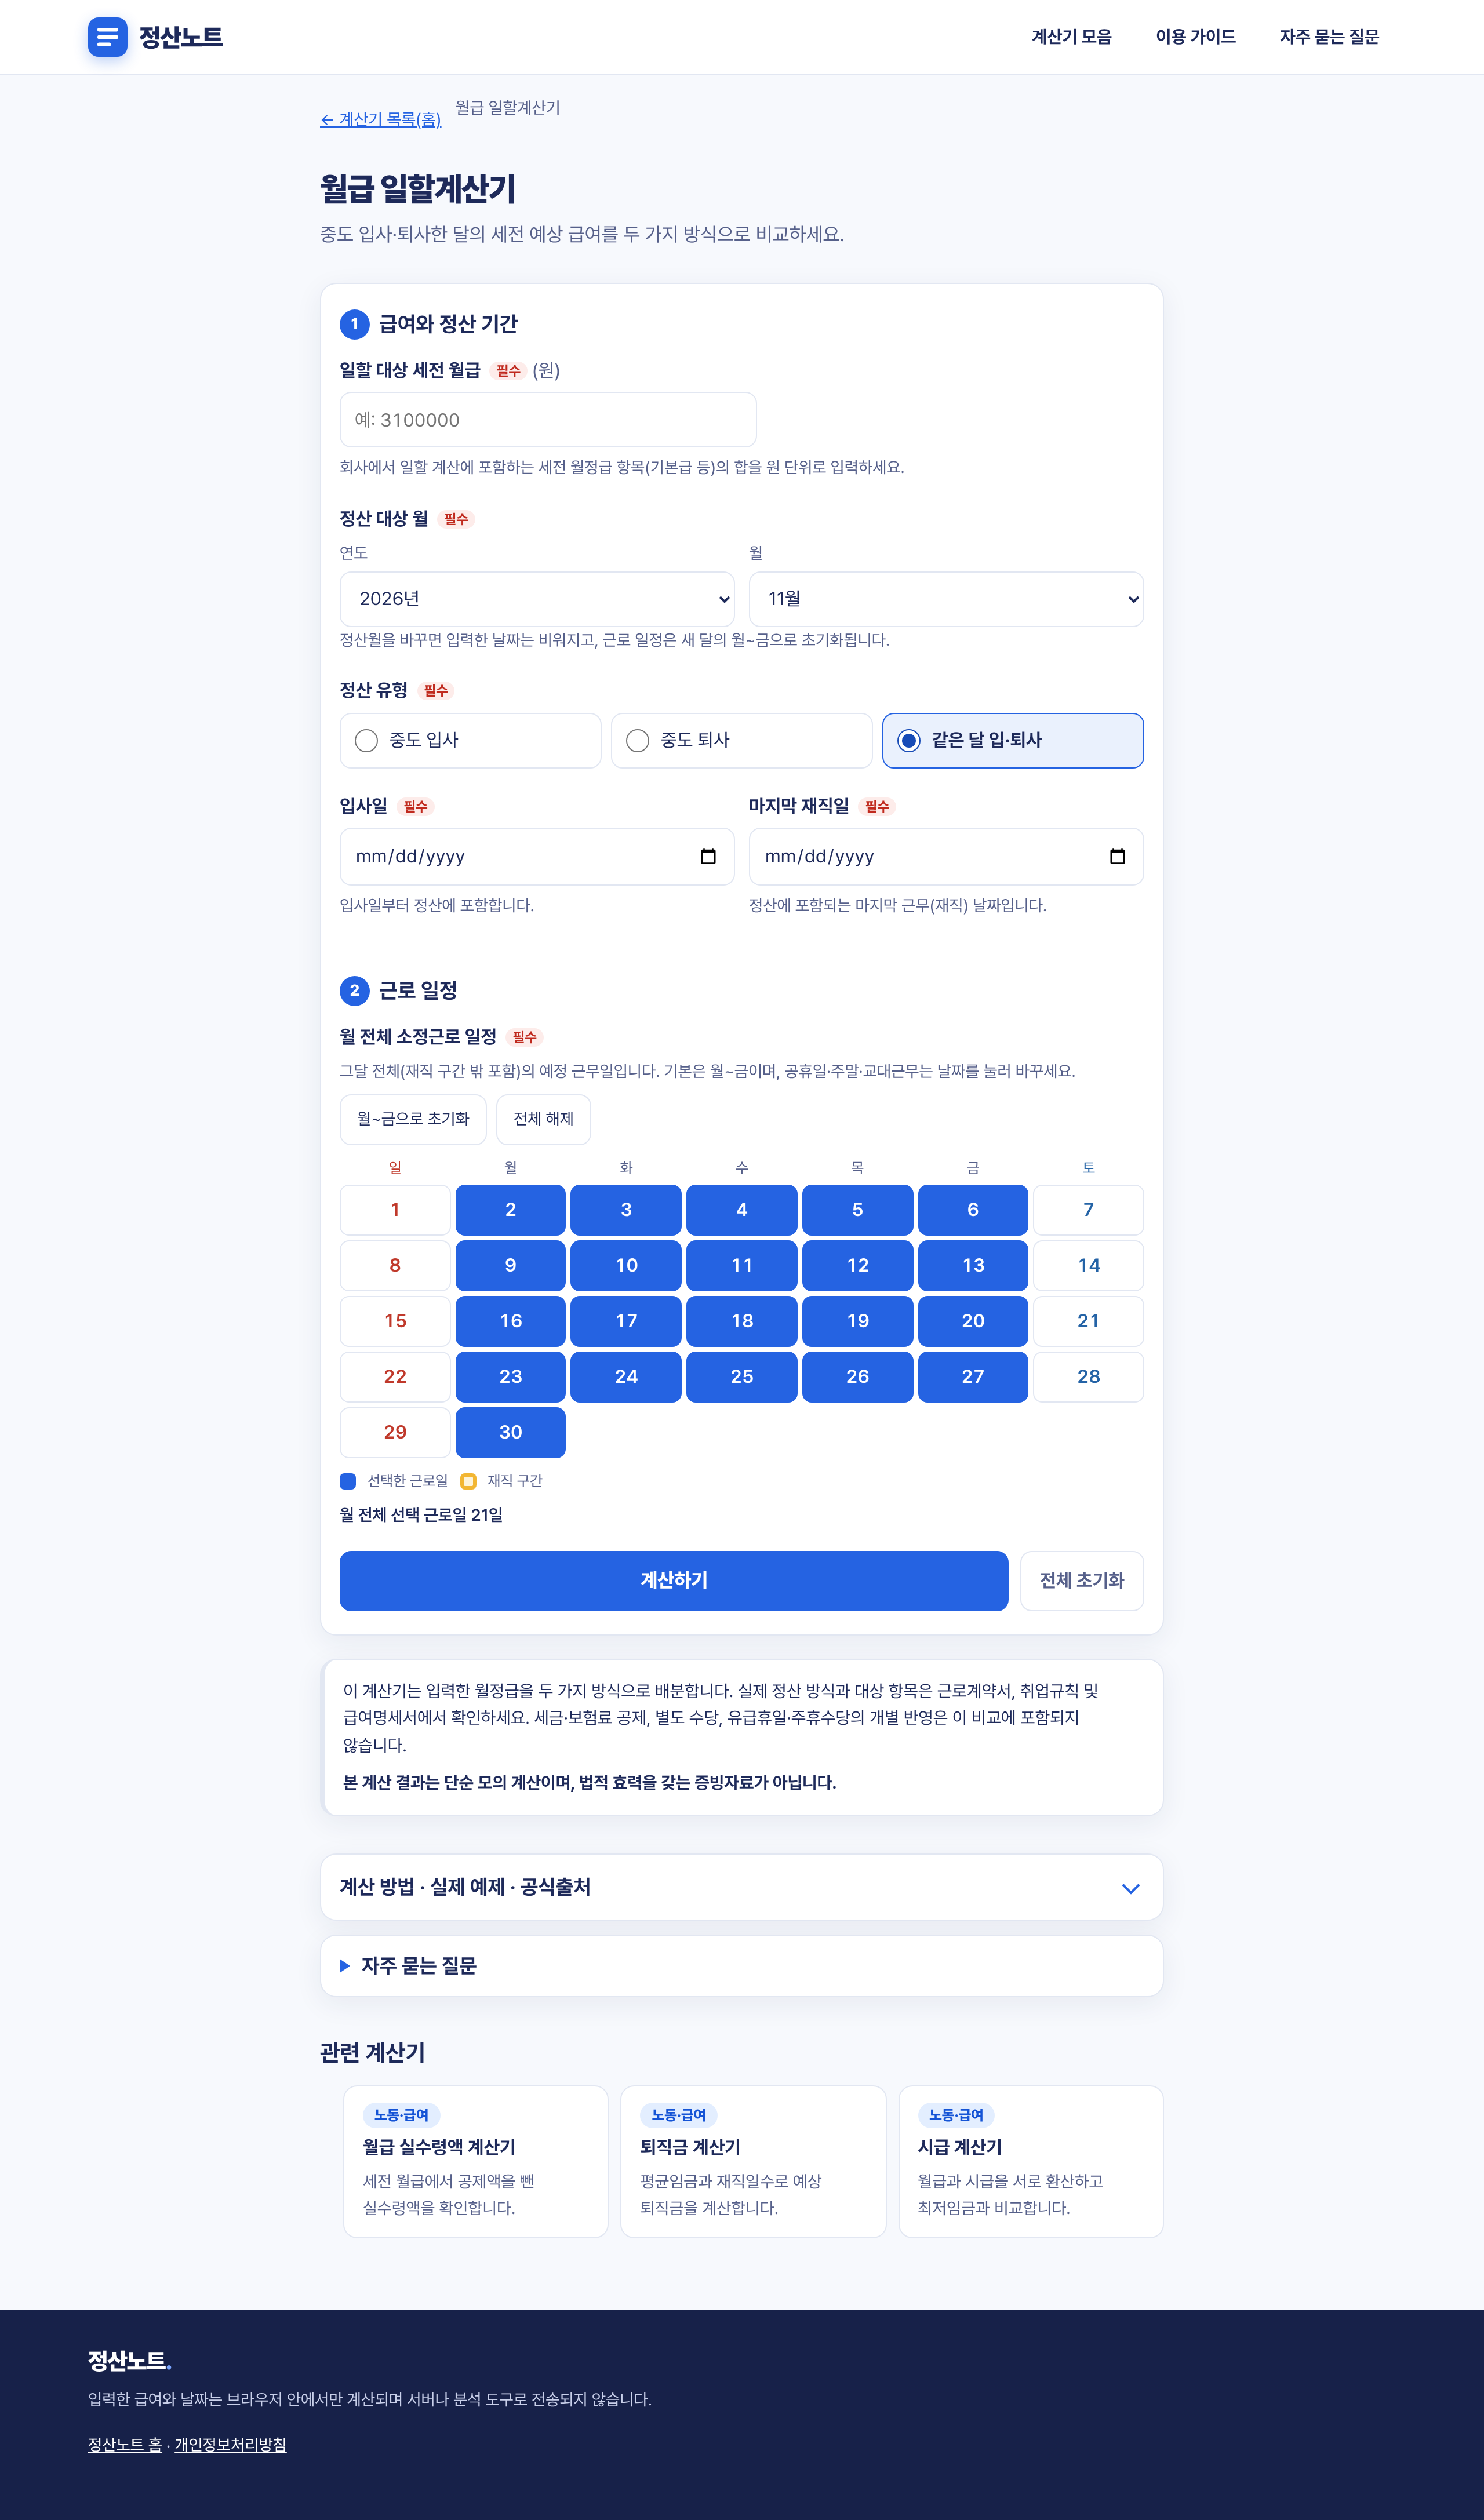 정산노트
계산기 모음 이용 가이드 자주 묻는 질문
← 계산기 목록(홈) 월급 일할계산기
월급 일할계산기
중도 입사·퇴사한 달의 세전 예상 급여를 두 가지 방식으로 비교하세요.
1 급여와 정산 기간
일할 대상 세전 월급 필수 (원)
예: 3100000
회사에서 일할 계산에 포함하는 세전 월정급 항목(기본급 등)의 합을 원 단위로 입력하세요.
정산 대상 월 필수
연도 월
2026년 11월
정산월을 바꾸면 입력한 날짜는 비워지고, 근로 일정은 새 달의 월~금으로 초기화됩니다.
정산 유형 필수
중도 입사 중도 퇴사 같은 달 입·퇴사
입사일 필수 마지막 재직일 필수
mm/dd/yyyy mm/dd/yyyy
입사일부터 정산에 포함합니다. 정산에 포함되는 마지막 근무(재직) 날짜입니다.
2 근로 일정
월 전체 소정근로 일정 필수
그달 전체(재직 구간 밖 포함)의 예정 근무일입니다. 기본은 월~금이며, 공휴일·주말·교대근무는 날짜를 눌러 바꾸세요.
월~금으로 초기화 전체 해제
일 월 화 수 목 금 토
1 2 3 4 5 6 7
8 9 10 11 12 13 14
15 16 17 18 19 20 21
22 23 24 25 26 27 28
29 30
선택한 근로일 재직 구간
월 전체 선택 근로일 21일
계산하기 전체 초기화
이 계산기는 입력한 월정급을 두 가지 방식으로 배분합니다. 실제 정산 방식과 대상 항목은 근로계약서, 취업규칙 및
급여명세서에서 확인하세요. 세금·보험료 공제, 별도 수당, 유급휴일·주휴수당의 개별 반영은 이 비교에 포함되지
않습니다.
본 계산 결과는 단순 모의 계산이며, 법적 효력을 갖는 증빙자료가 아닙니다.
계산 방법 · 실제 예제 · 공식출처
자주 묻는 질문
관련 계산기
노동·급여 노동·급여 노동·급여
월급 실수령액 계산기 퇴직금 계산기 시급 계산기
세전 월급에서 공제액을 뺀 평균임금과 재직일수로 예상 월급과 시급을 서로 환산하고
실수령액을 확인합니다. 퇴직금을 계산합니다. 최저임금과 비교합니다.
정산노트.
입력한 급여와 날짜는 브라우저 안에서만 계산되며 서버나 분석 도구로 전송되지 않습니다.
정산노트 홈 · 개인정보처리방침